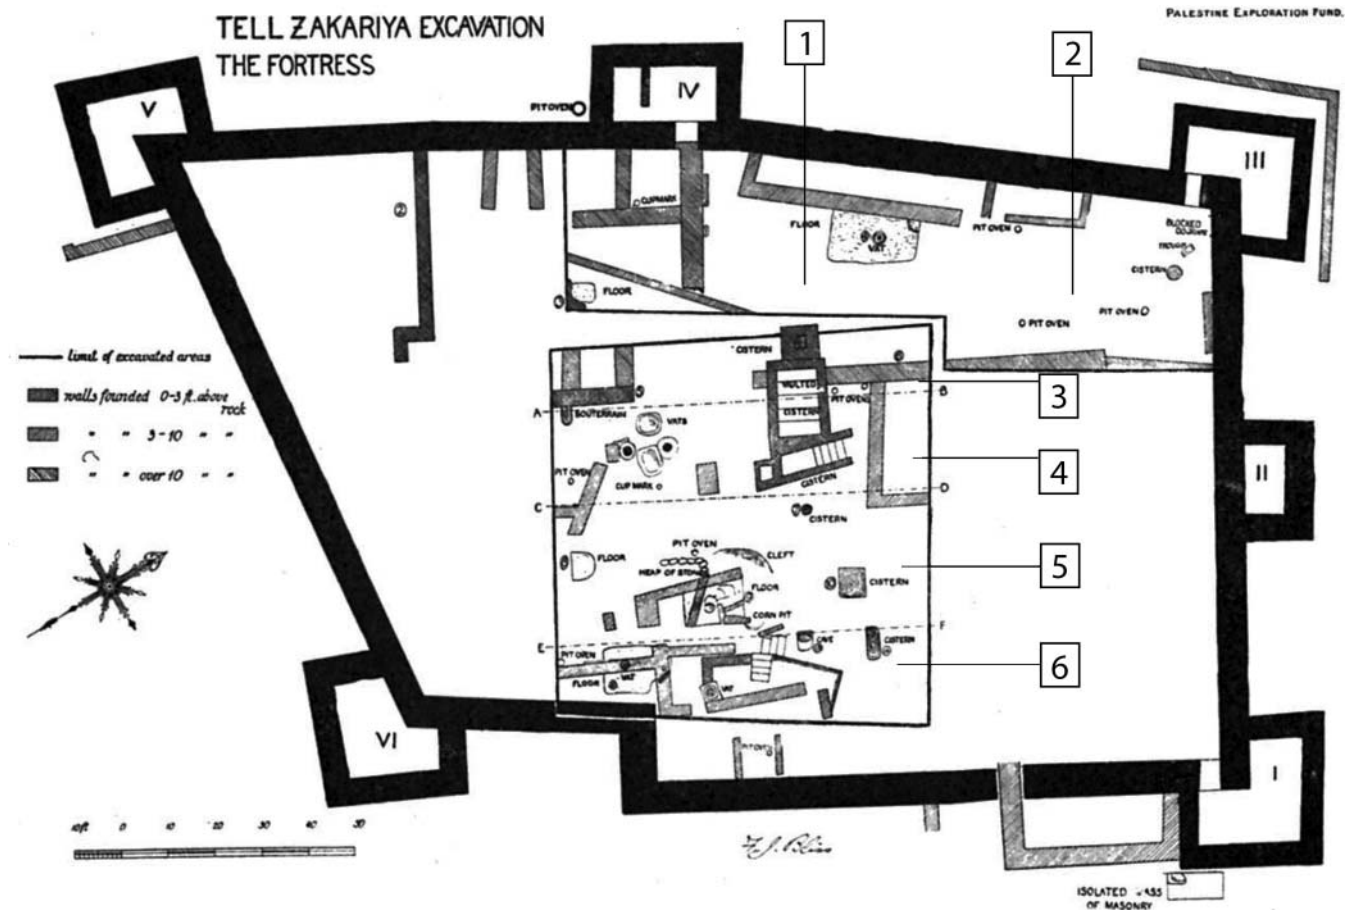 TELL ZAKARIYA EXCAVATION
THE FORTRESS
PALESTINE EXPLORATION FUND.
1
2
V
PIT OVEN
IV
III
CUPMARK
FLOOR
VAT
PIT OVEN
BLOCKED
CISTERN
FLOOR
PIT OVEN
PIT OVEN
limit of excavated areas
walls founded 0-3 ft. above
rock
" " 3-10 " "
" " over 10 " "
CISTERN
VAULTED
CISTERN
PIT OVENS
3
A
B
SOUTERRAIN
VATS
PIT OVEN
CUP MARK
CISTERN
4
II
C
D
CISTERN
PIT OVEN
CLEFT
FLOOR
HEAP OF STONES
FLOOR
CISTERN
5
CORN PIT
E
F
PIT OVEN
CAVE
CISTERN
6
FLOOR
VAT
VAT
VI
PIT OVEN
I
10ft 0 10 20 30 40 50
F. J. Bliss
ISOLATED MASS
OF MASONRY